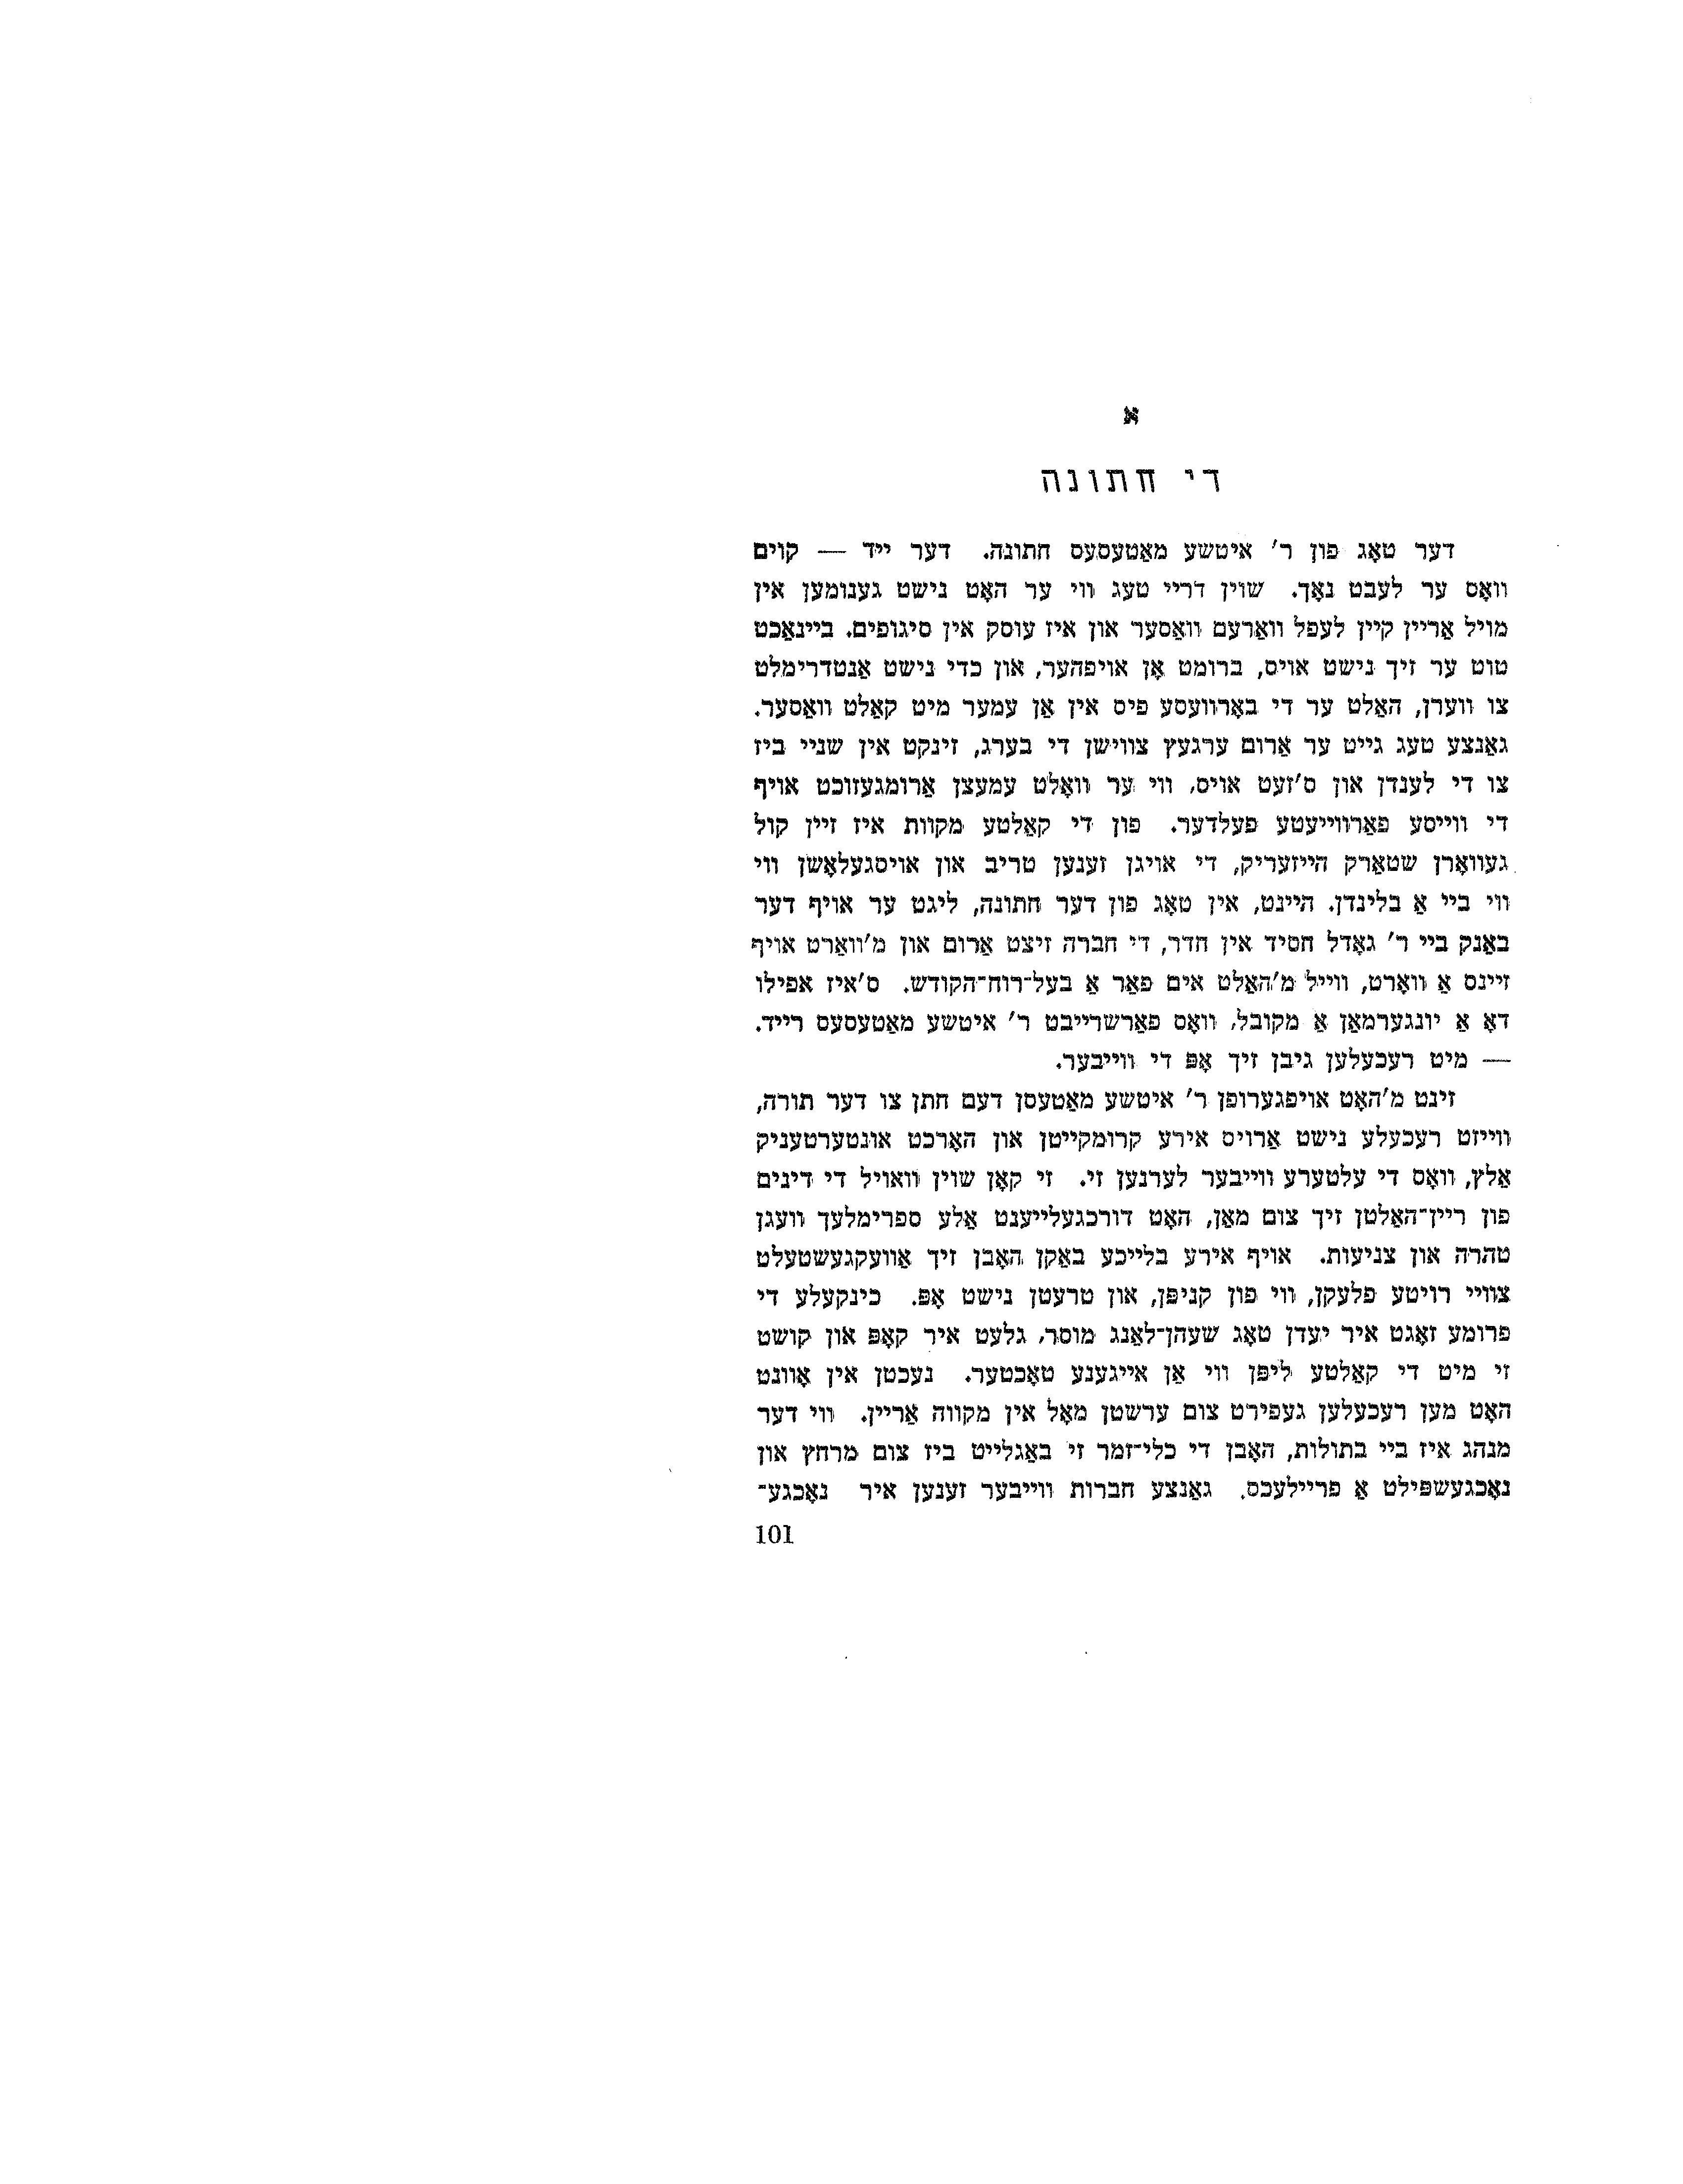 א
די חתונה
דער טאָג פון ר' איטשע מאַטעסעס חתונה. דער ייד — קוים
וואָס ער לעבט נאָך. שוין דריי טעג ווי ער האָט נישט גענומען אין
מויל אַריין קיין לעפל וואַרעם וואַסער און איז עוסק אין סיגופים. ביינאַכט
טוט ער זיך נישט אויס, ברומט אָן אויפהער, און כדי נישט אַנטדרימלט
צו ווערן, האַלט ער די באָרוועסע פיס אין אַן עמער מיט קאַלט וואַסער.
גאַנצע טעג גייט ער אַרום ערגעץ צווישן די בערג, זינקט אין שניי ביז
צו די לענדן און ס'זעט אויס, ווי ער וואָלט עמעצן אַרומגעזוכט אויף
די ווייסע פאַרווייעטע פעלדער. פון די קאַלטע מקוות איז זיין קול
געוואָרן שטאַרק הייזעריק, די אויגן זענען טריב און אויסגעלאָשן ווי
ווי ביי אַ בלינדן. היינט, אין טאָג פון דער חתונה, ליגט ער אויף דער
באַנק ביי ר' גאָדל חסיד אין חדר, די חברה זיצט אַרום און מ'וואַרט אויף
זיינס אַ וואָרט, ווייל מ'האַלט אים פאַר אַ בעל־רוח־הקודש. ס'איז אפילו
דאָ אַ יונגערמאַן אַ מקובל, וואָס פאַרשרייבט ר' איטשע מאַטעסעס רייד.
— מיט רעכעלען גיבן זיך אָפּ די ווייבער.
זינט מ'האָט אויפגערופן ר' איטשע מאַטעסן דעם חתן צו דער תורה,
ווייזט רעכעלע נישט אַרויס אירע קרומקייטן און האָרכט אונטערטעניק
אַלץ, וואָס די עלטערע ווייבער לערנען זי. זי קאָן שוין וואויל די דינים
פון ריין־האַלטן זיך צום מאַן, האָט דורכגעלייענט אַלע ספרימלעך וועגן
טהרה און צניעות. אויף אירע בלייכע באַקן האָבן זיך אַוועקגעשטעלט
צוויי רויטע פלעקן, ווי פון קניפּן, און טרעטן נישט אָפּ. כינקעלע די
פרומע זאָגט איר יעדן טאָג שעהן־לאַנג מוסר, גלעט איר קאָפּ און קושט
זי מיט די קאַלטע ליפּן ווי אַן אייגענע טאָכטער. נעכטן אין אָוונט
האָט מען רעכעלען געפירט צום ערשטן מאָל אין מקווה אַריין. ווי דער
מנהג איז ביי בתולות, האָבן די כלי־זמר זי באַגלייט ביז צום מרחץ און
נאָכגעשפּילט אַ פריילעכס. גאַנצע חברות ווייבער זענען איר נאָכגע־
101